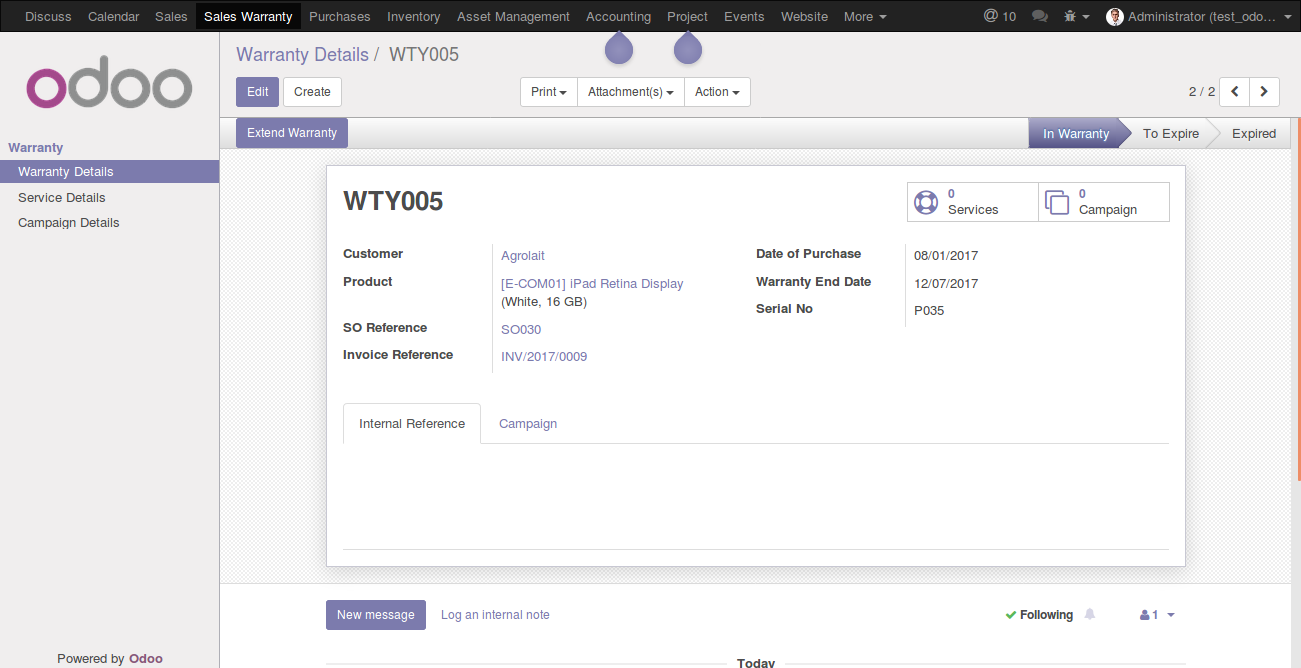 Discuss Calendar Sales Sales Warranty Purchases Inventory Asset Management Accounting Project Events Website More @ 10 Administrator (test_odo...
odoo
Warranty Details / WTY005
Edit Create Print Attachment(s) Action 2 / 2
Extend Warranty In Warranty To Expire Expired
Warranty
Warranty Details
Service Details
Campaign Details
WTY005
0 Services
0 Campaign
Customer Agrolait
Product [E-COM01] iPad Retina Display
(White, 16 GB)
SO Reference SO030
Invoice Reference INV/2017/0009
Date of Purchase 08/01/2017
Warranty End Date 12/07/2017
Serial No P035
Internal Reference Campaign
New message Log an internal note Following 1
Today
Powered by Odoo